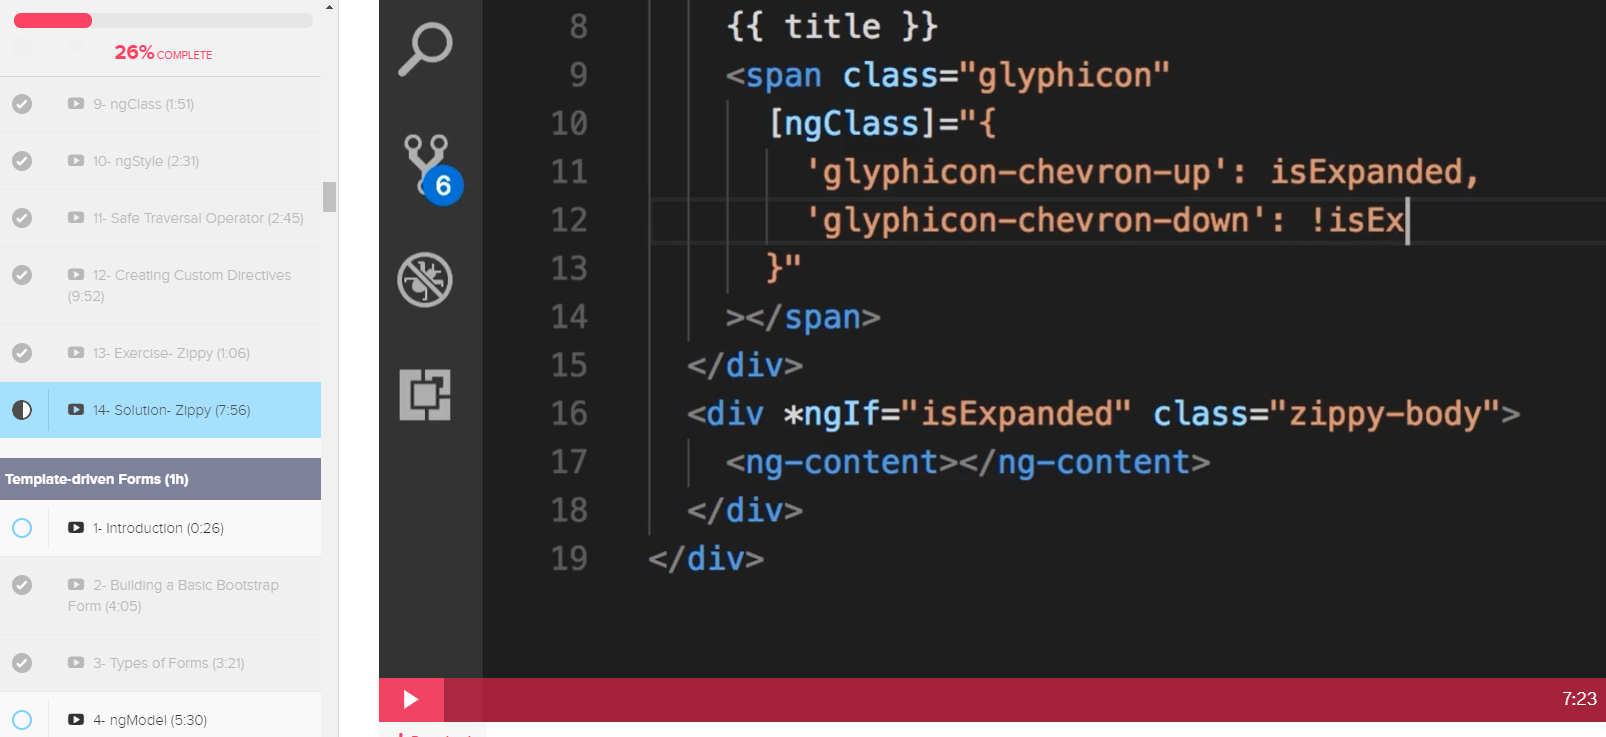 26% COMPLETE
9- ngClass (1:51)
10- ngStyle (2:31)
11- Safe Traversal Operator (2:45)
12- Creating Custom Directives
(9:52)
13- Exercise- Zippy (1:06)
14- Solution- Zippy (7:56)
Template-driven Forms (1h)
1- Introduction (0:26)
2- Building a Basic Bootstrap
Form (4:05)
3- Types of Forms (3:21)
4- ngModel (5:30)
6
8 {{ title }}
9 <span class="glyphicon"
10 [ngClass]="{
11 'glyphicon-chevron-up': isExpanded,
12 'glyphicon-chevron-down': !isEx
13 }"
14 ></span>
15 </div>
16 <div *ngIf="isExpanded" class="zippy-body">
17 <ng-content></ng-content>
18 </div>
19 </div>
7:23